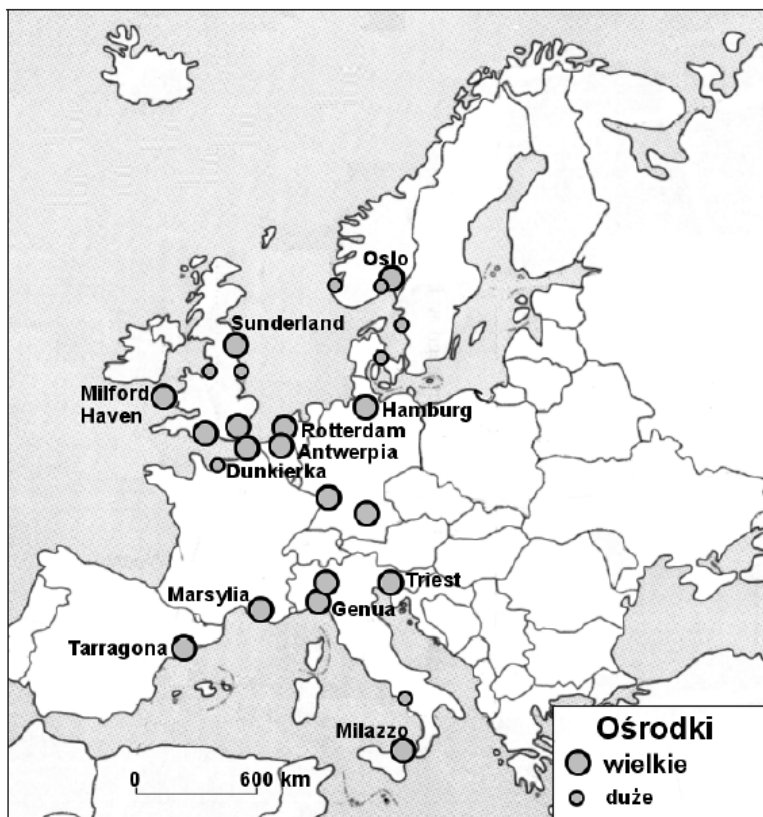 Oslo
Sunderland
Milford
Haven
Hamburg
Rotterdam
Antwerpia
Dunkierka
Marsylia
Triest
Genua
Tarragona
Milazzo
Ośrodki
wielkie
duże
0 600 km